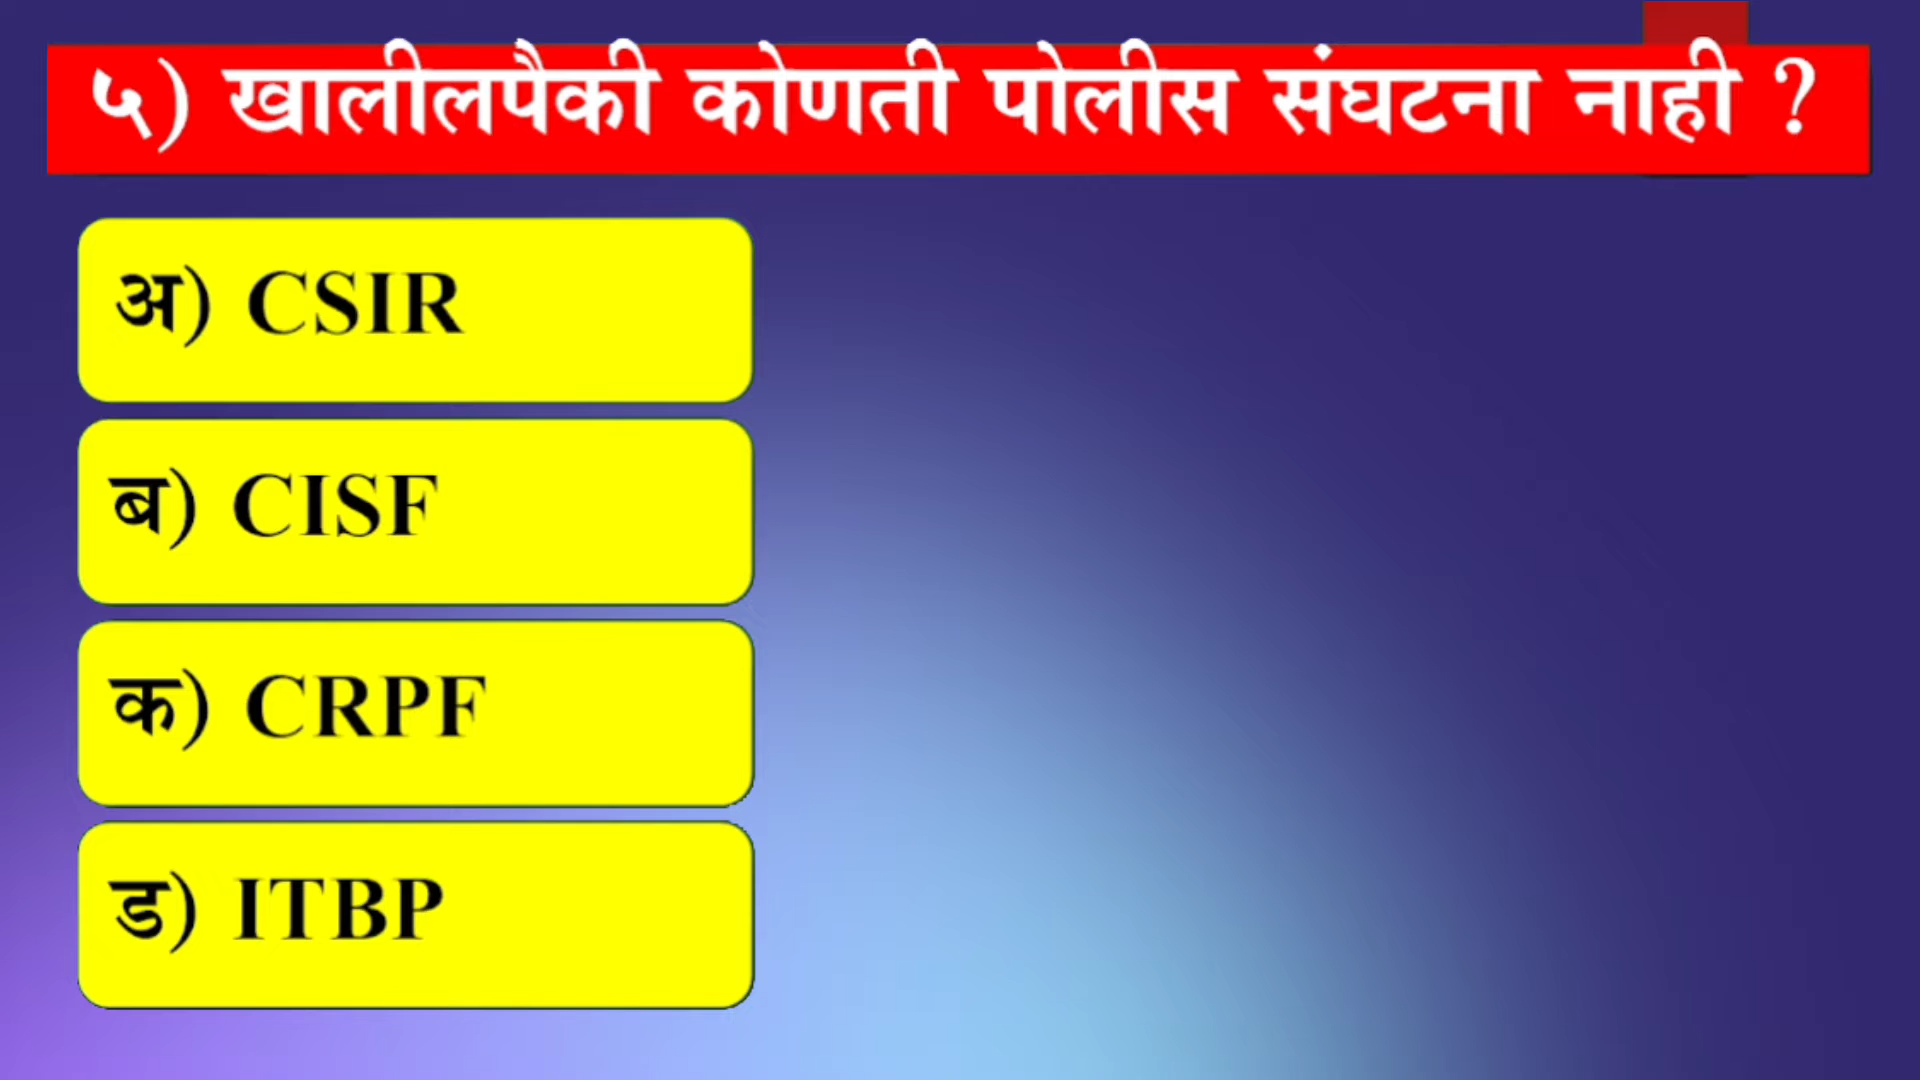 ५) खालीलपैकी कोणती पोलीस संघटना नाही ?
अ) CSIR
ब) CISF
क) CRPF
ड) ITBP